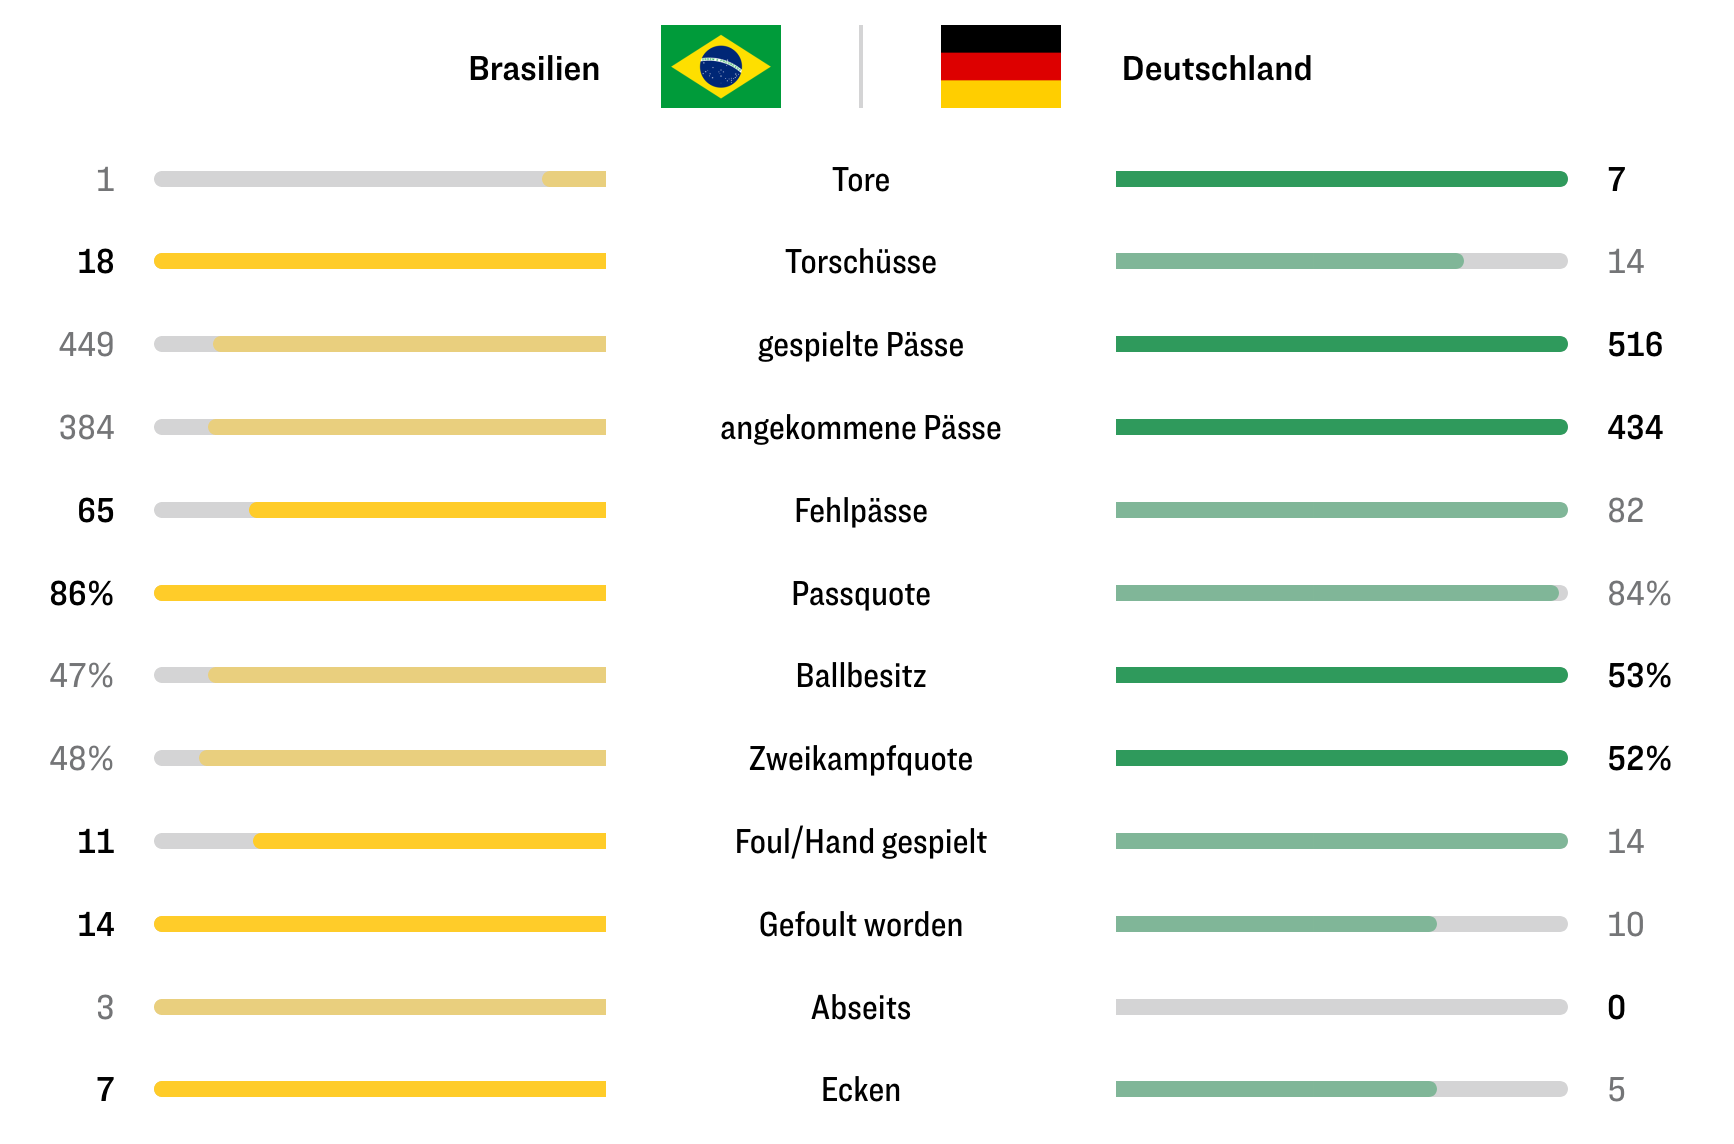 Brasilien Deutschland
1 Tore 7
18 Torschüsse 14
449 gespielte Pässe 516
384 angekommene Pässe 434
65 Fehlpässe 82
86% Passquote 84%
47% Ballbesitz 53%
48% Zweikampfquote 52%
11 Foul/Hand gespielt 14
14 Gefoult worden 10
3 Abseits 0
7 Ecken 5